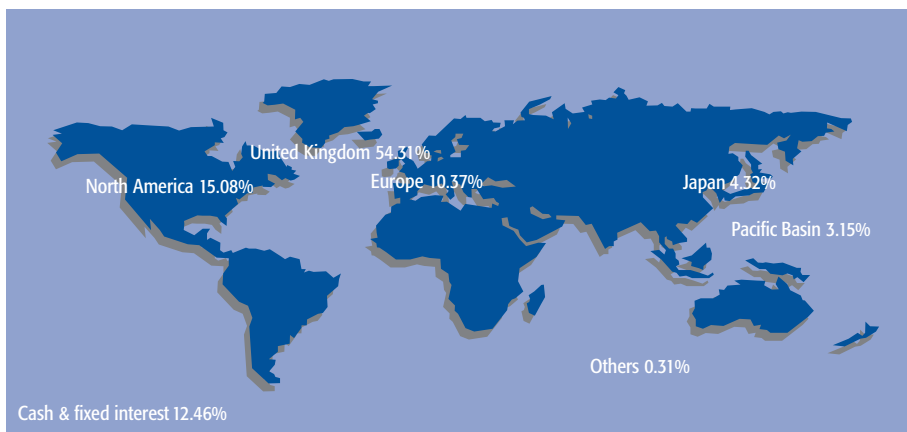 United Kingdom 54.31%
North America 15.08%
Europe 10.37%
Japan 4.32%
Pacific Basin 3.15%
Others 0.31%
Cash & fixed interest 12.46%